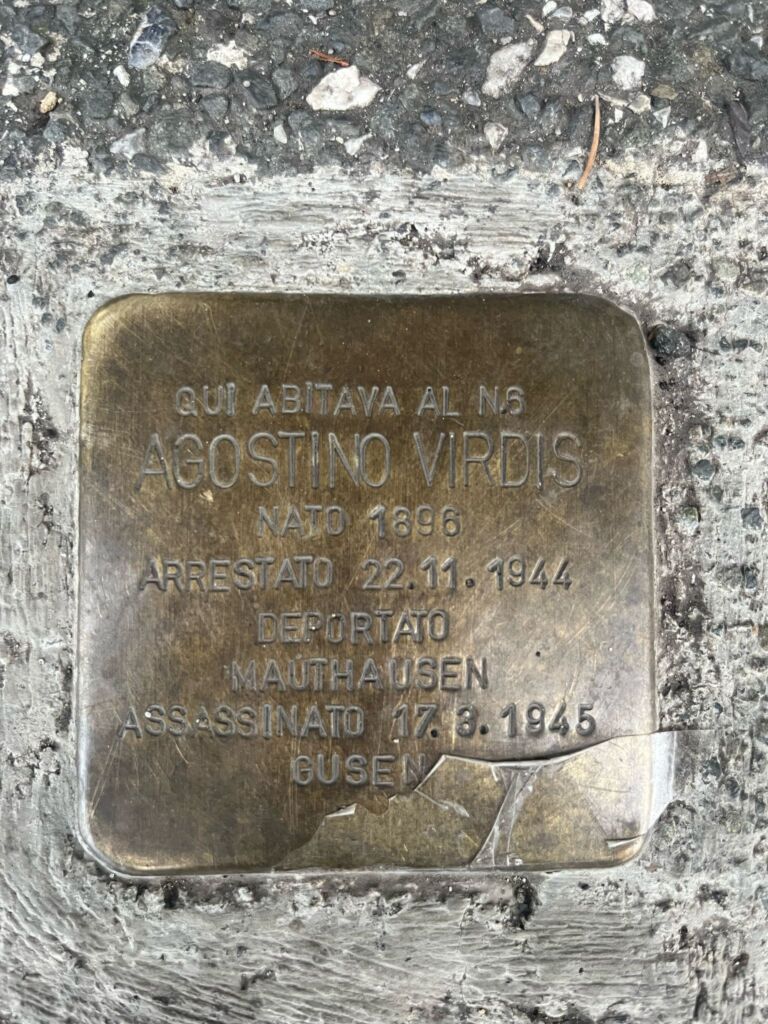 QUI ABITAVA AL N.6
AGOSTINO VIRDIS
NATO 1896
ARRESTATO 22.11.1944
DEPORTATO
MAUTHAUSEN
ASSASSINATO 17.3.1945
GUSEN